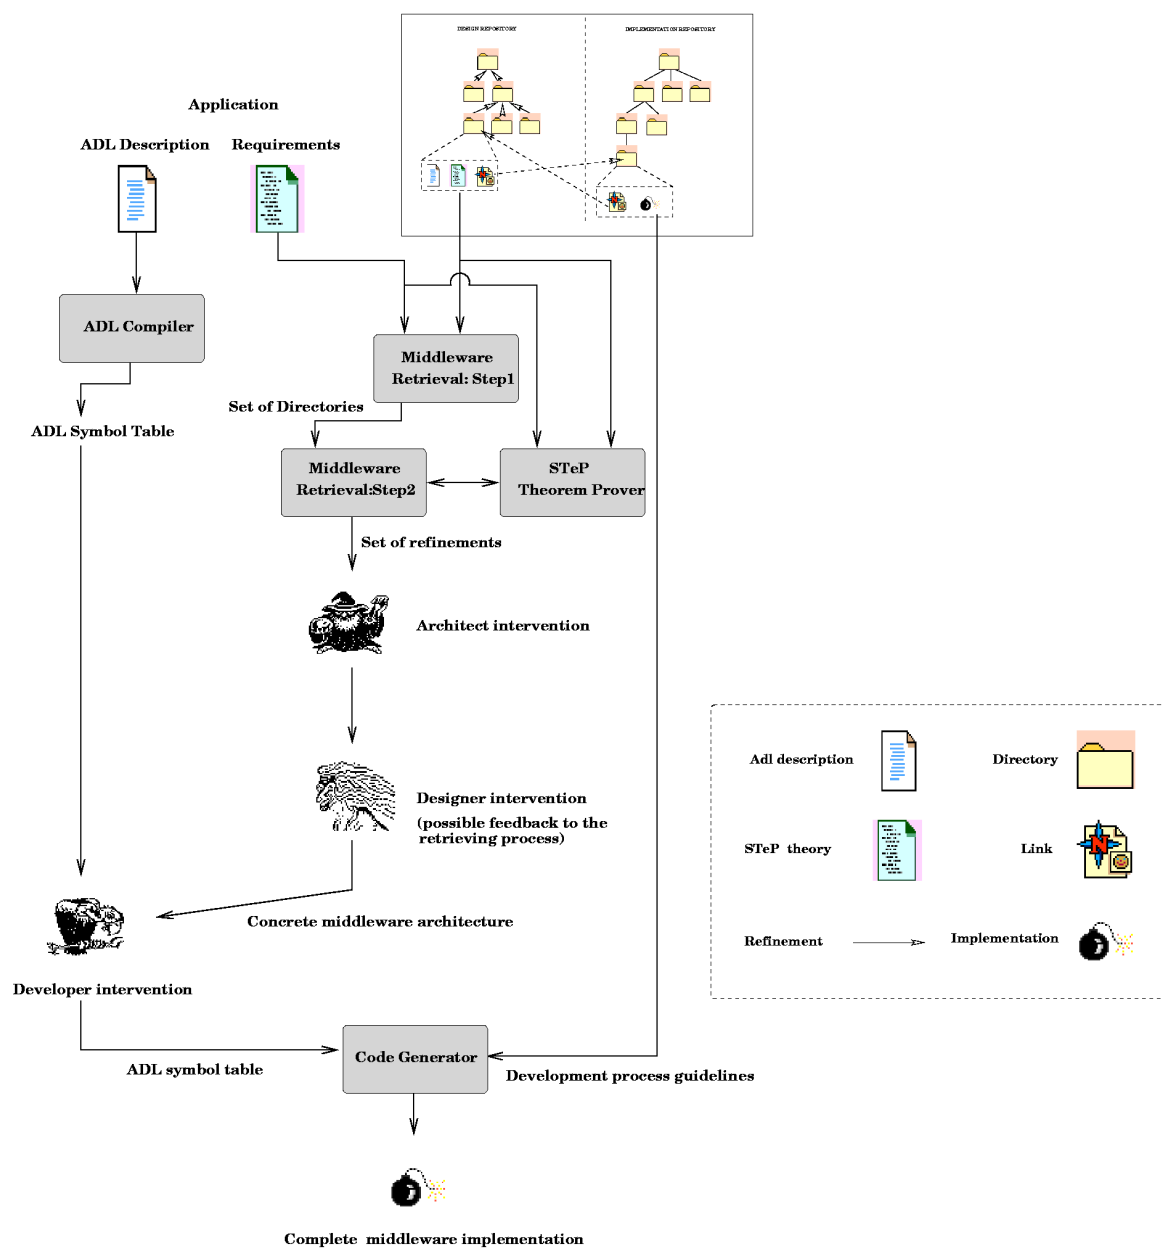 DESIGN REPOSITORY
IMPLEMENTATION REPOSITORY
Application
ADL Description
Requirements
ADL Compiler
Middleware
Retrieval: Step1
Set of Directories
ADL Symbol Table
Middleware
Retrieval:Step2
STeP
Theorem Prover
Set of refinements
Architect intervention
Designer intervention
(possible feedback to the
retrieving process)
Concrete middleware architecture
Developer intervention
ADL symbol table
Code Generator
Development process guidelines
Complete middleware implementation
Adl description
Directory
STeP theory
Link
N
Refinement
Implementation